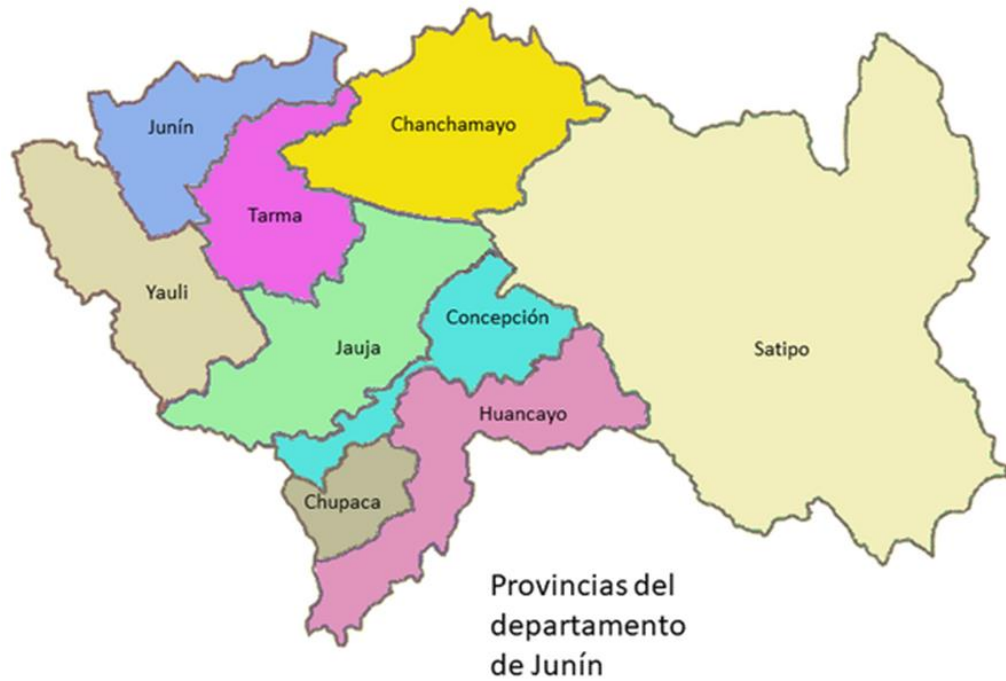 Junín
Chanchamayo
Tarma
Yauli
Concepción
Jauja
Satipo
Huancayo
Chupaca
Provincias del
departamento
de Junín